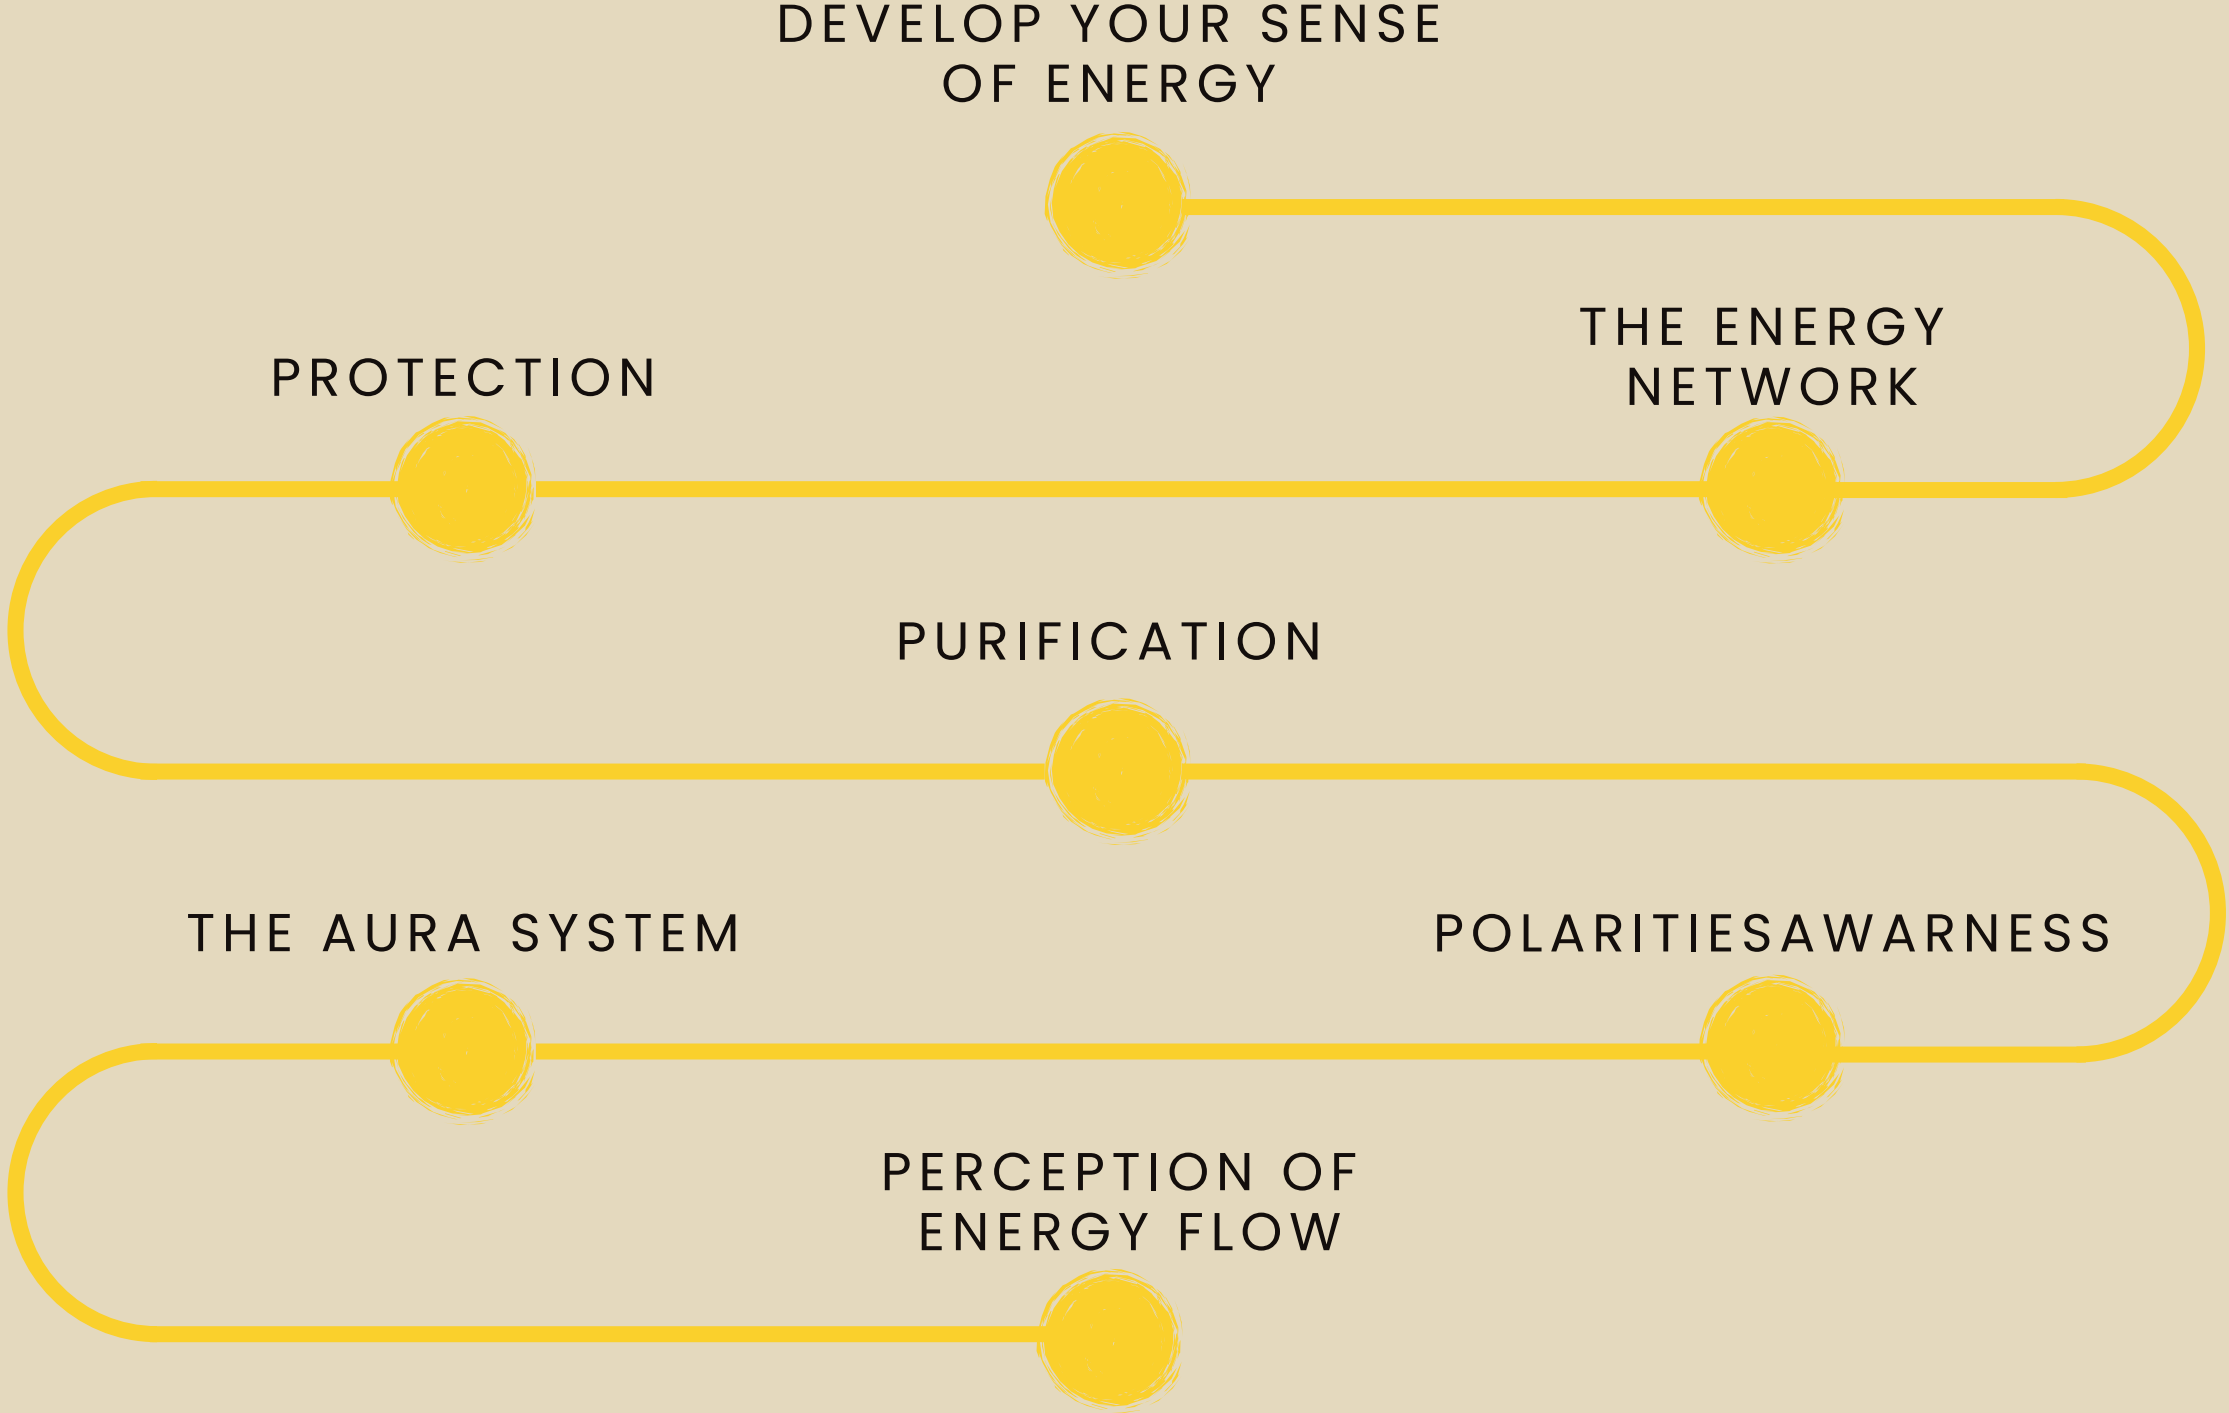 DEVELOP YOUR SENSE
OF ENERGY
THE ENERGY
NETWORK
PROTECTION
PURIFICATION
POLARITIESAWARNESS
THE AURA SYSTEM
PERCEPTION OF
ENERGY FLOW